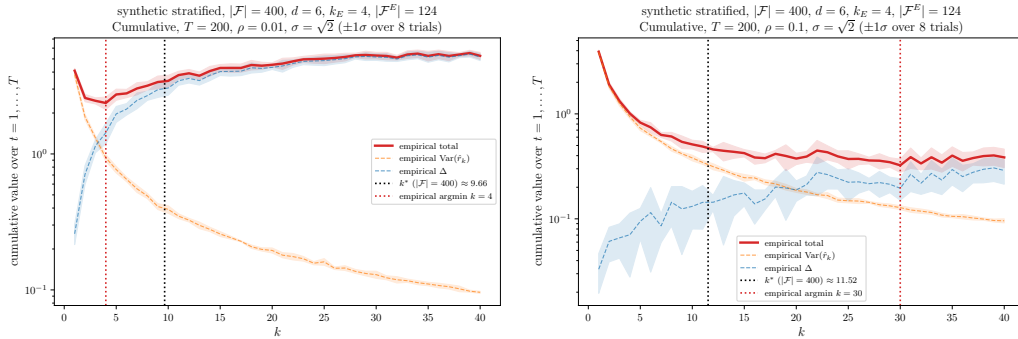 synthetic stratified, |ℱ| = 400, d = 6, k_E = 4, |ℱ^E| = 124
Cumulative, T = 200, ρ = 0.01, σ = √2 (±1σ over 8 trials)
cumulative value over t = 1, . . . , T
10^0
10^{-1}
empirical total
empirical Var(r̂_k)
empirical Δ
k* (|ℱ| = 400) ≈ 9.66
empirical argmin k = 4
0 5 10 15 20 25 30 35 40
k
synthetic stratified, |ℱ| = 400, d = 6, k_E = 4, |ℱ^E| = 124
Cumulative, T = 200, ρ = 0.1, σ = √2 (±1σ over 8 trials)
cumulative value over t = 1, . . . , T
10^0
10^{-1}
empirical total
empirical Var(r̂_k)
empirical Δ
k* (|ℱ| = 400) ≈ 11.52
empirical argmin k = 30
0 5 10 15 20 25 30 35 40
k